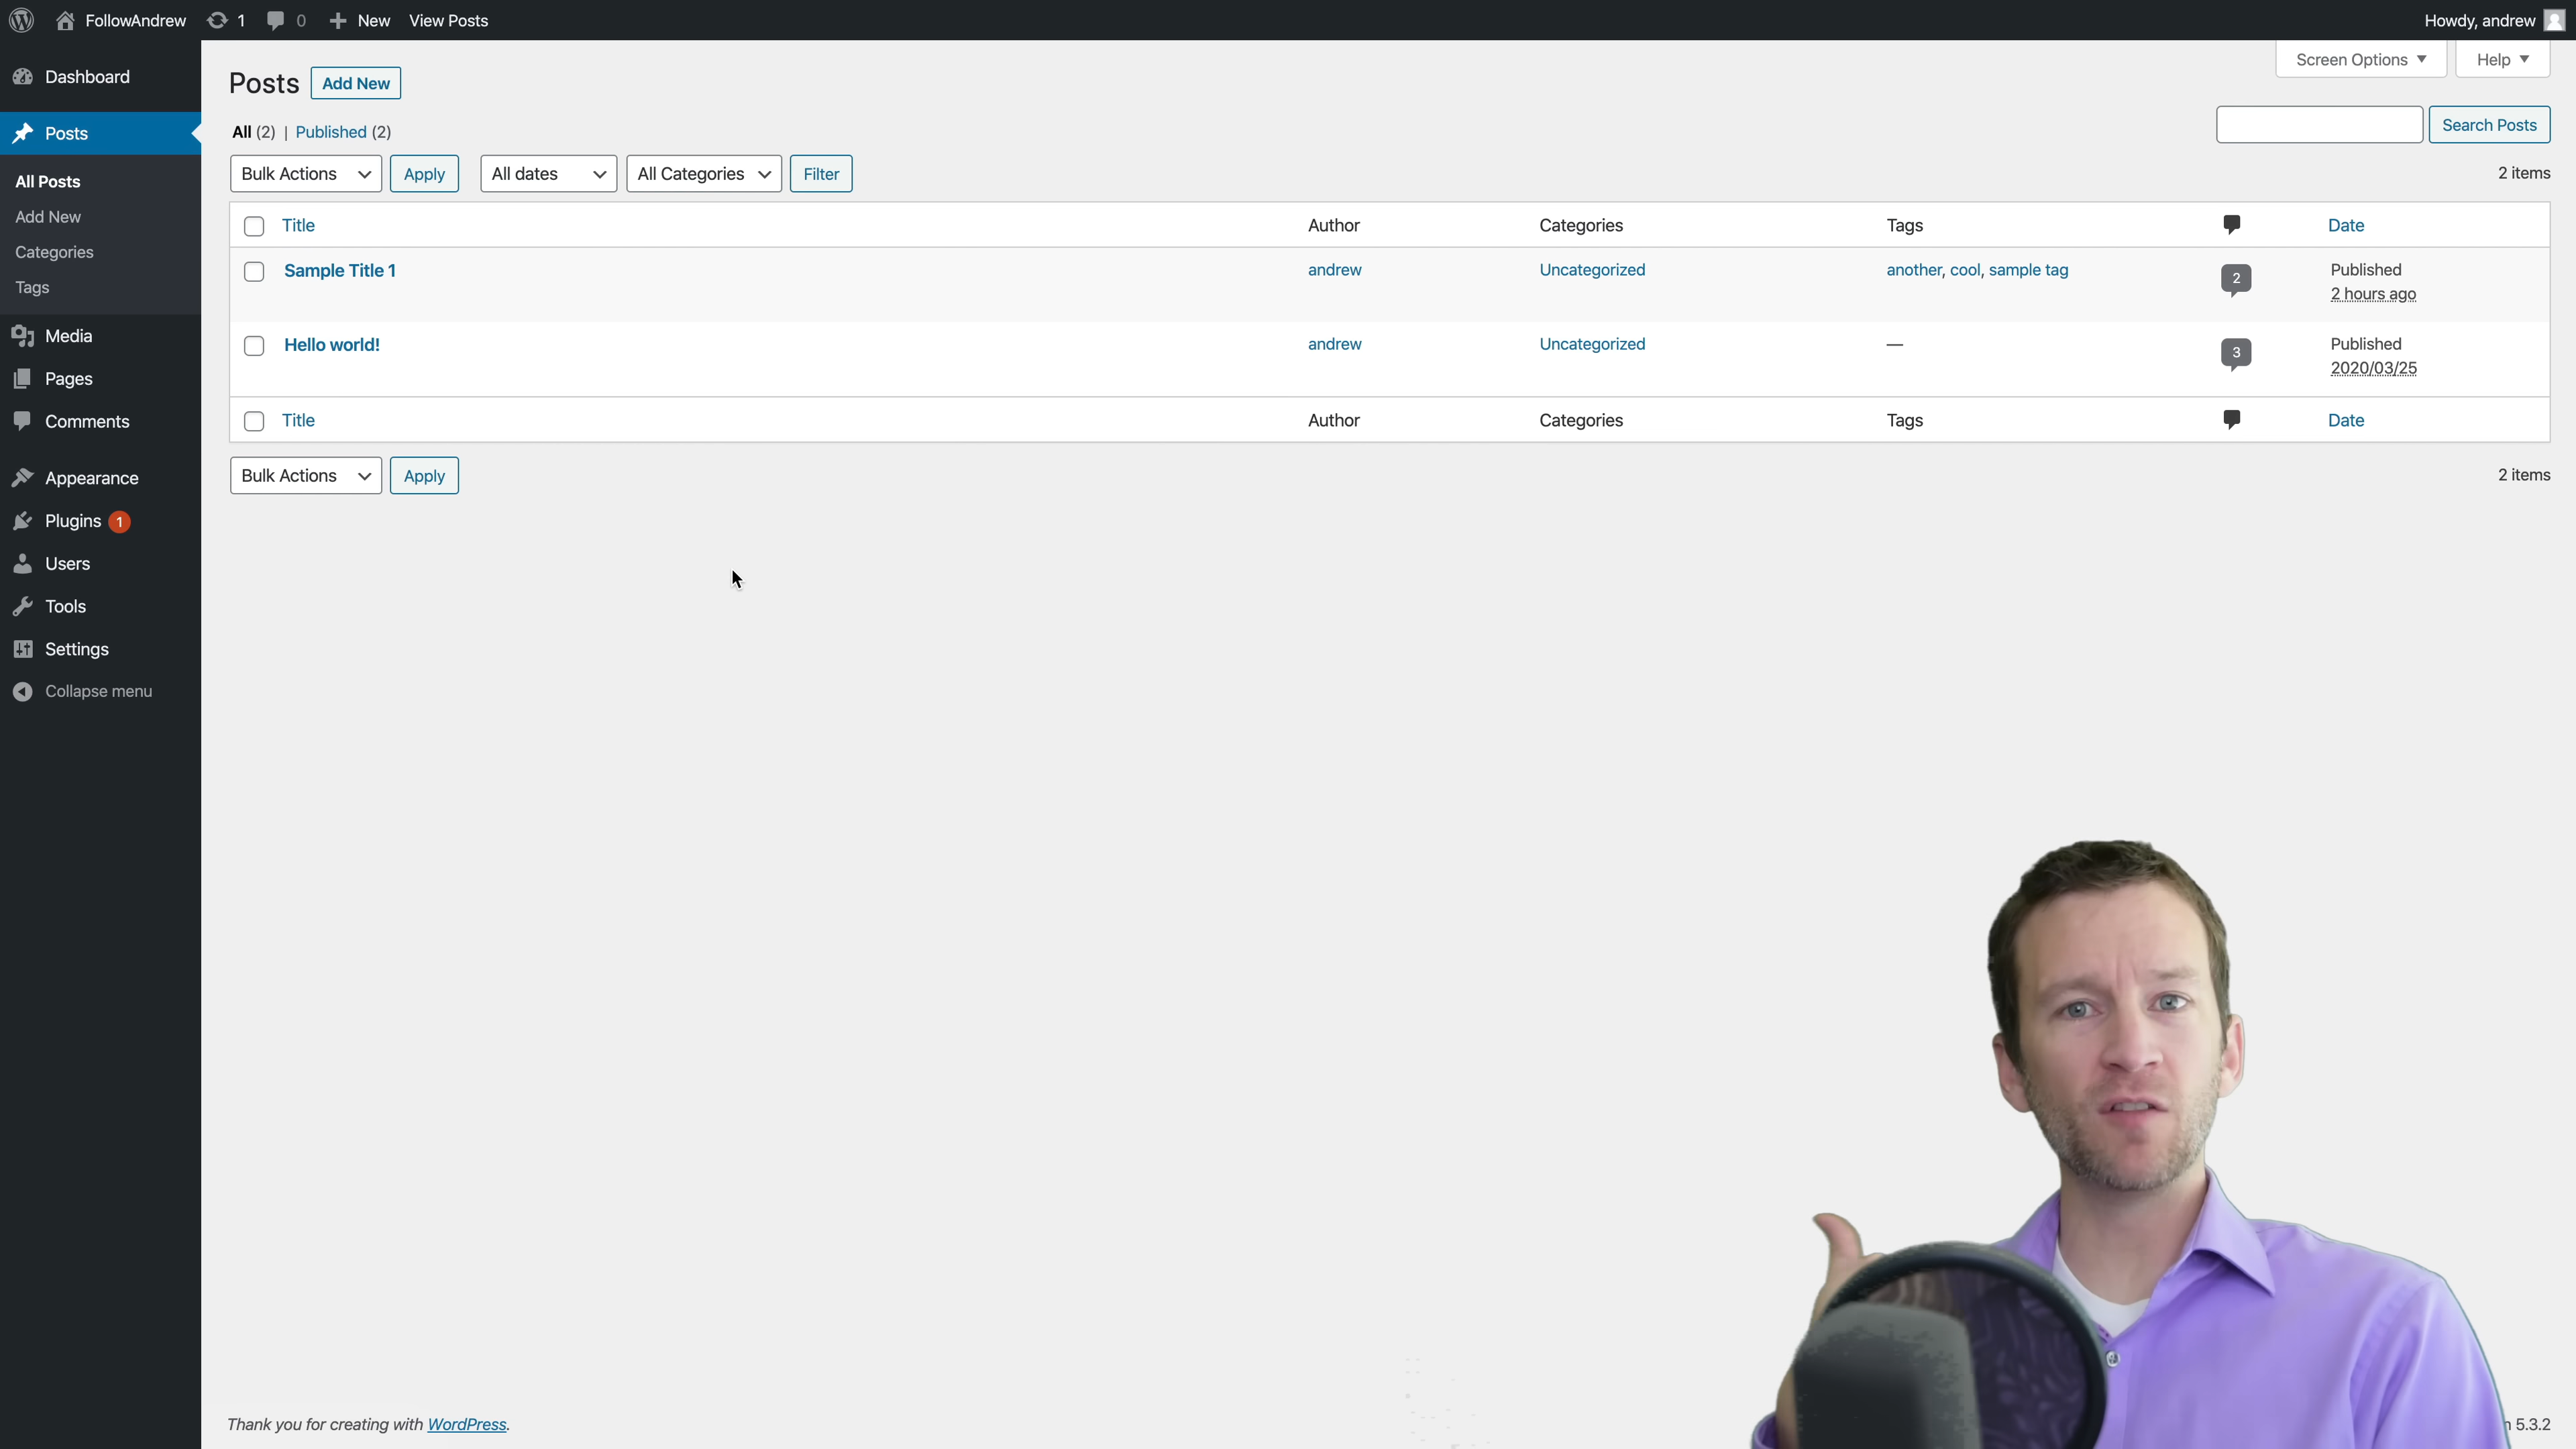 FollowAndrew 1 0 New View Posts Howdy, andrew
Dashboard
Posts
All Posts
Add New
Categories
Tags
Media
Pages
Comments
Appearance
Plugins 1
Users
Tools
Settings
Collapse menu
Screen Options Help
Posts Add New
All (2) | Published (2)
Search Posts
Bulk Actions Apply All dates All Categories Filter 2 items
Title Author Categories Tags Date
Sample Title 1 andrew Uncategorized another, cool, sample tag 2 Published
2 hours ago
Hello world! andrew Uncategorized — 3 Published
2020/03/25
Title Author Categories Tags Date
Bulk Actions Apply 2 items
Thank you for creating with WordPress. 5.3.2